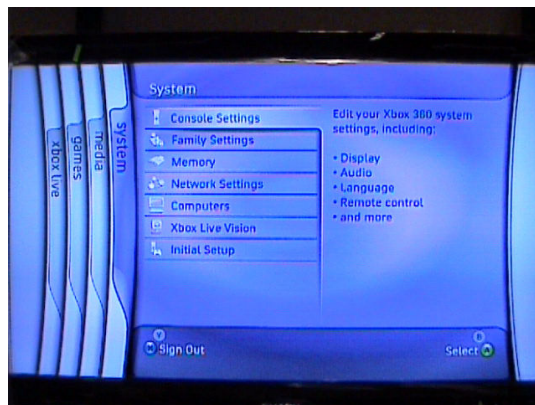 System
xbox live
games
media
system
Console Settings
Family Settings
Memory
Network Settings
Computers
Xbox Live Vision
Initial Setup
Edit your Xbox 360 system
settings, including:
• Display
• Audio
• Language
• Remote control
• and more
Y
Sign Out
Select